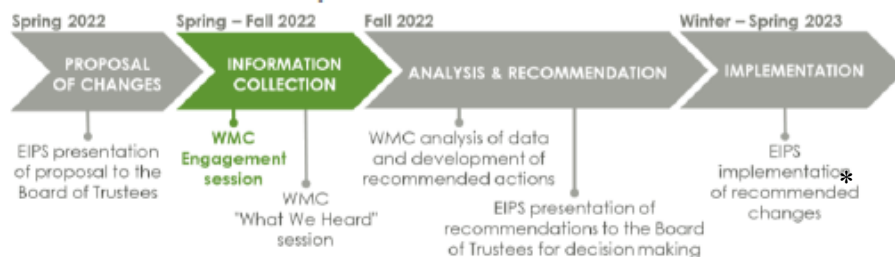 Spring 2022
Spring – Fall 2022
Fall 2022
Winter – Spring 2023
PROPOSAL
OF CHANGES
INFORMATION
COLLECTION
ANALYSIS & RECOMMENDATION
IMPLEMENTATION
EIPS presentation
of proposal to the
Board of Trustees
WMC
Engagement
session
WMC
"What We Heard"
session
WMC analysis of data
and development of
recommended actions
EIPS presentation of
recommendations to the Board
of Trustees for decision making
EIPS
implementation
of recommended*
changes